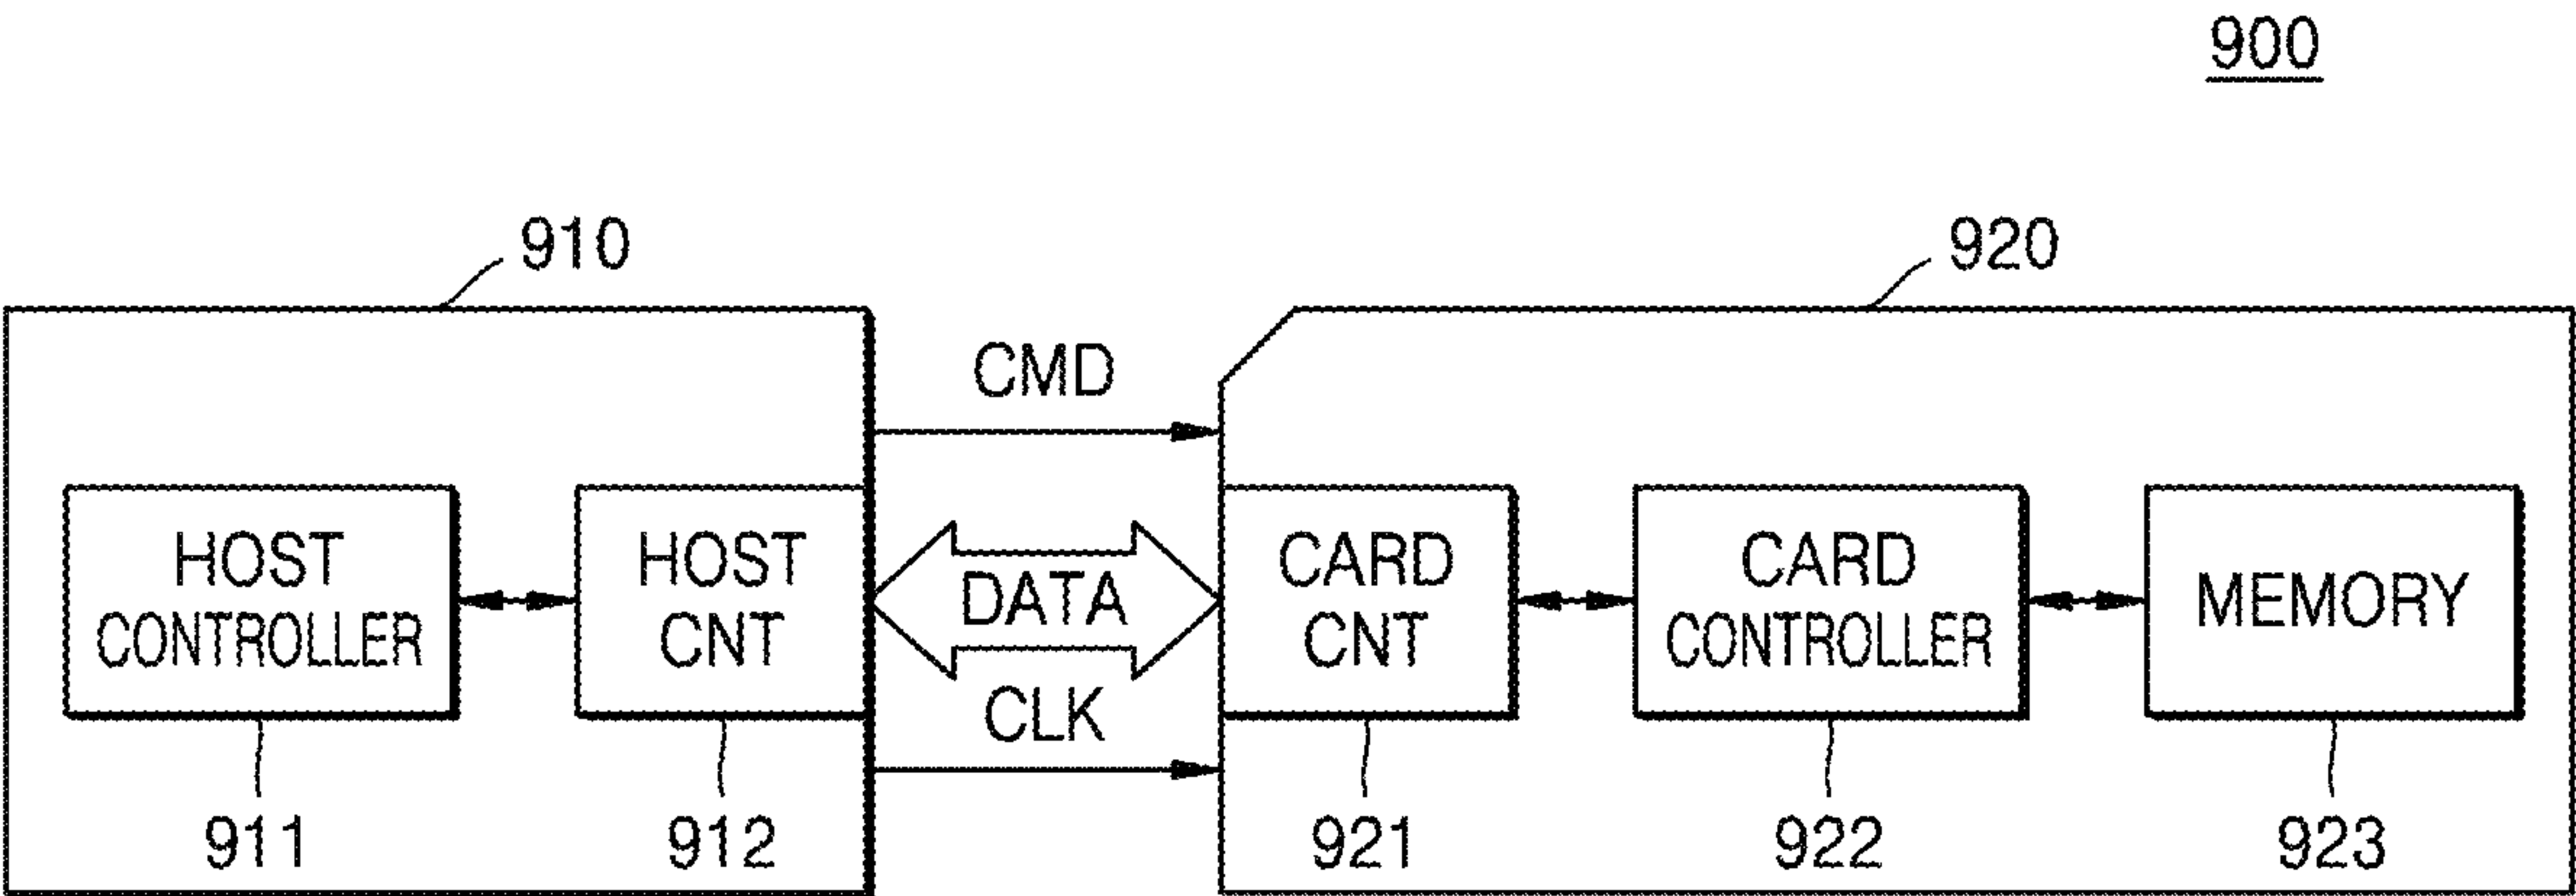 900
910
920
CMD
HOST
CONTROLLER
HOST
CNT
DATA
CARD
CNT
CARD
CONTROLLER
MEMORY
CLK
911
912
921
922
923